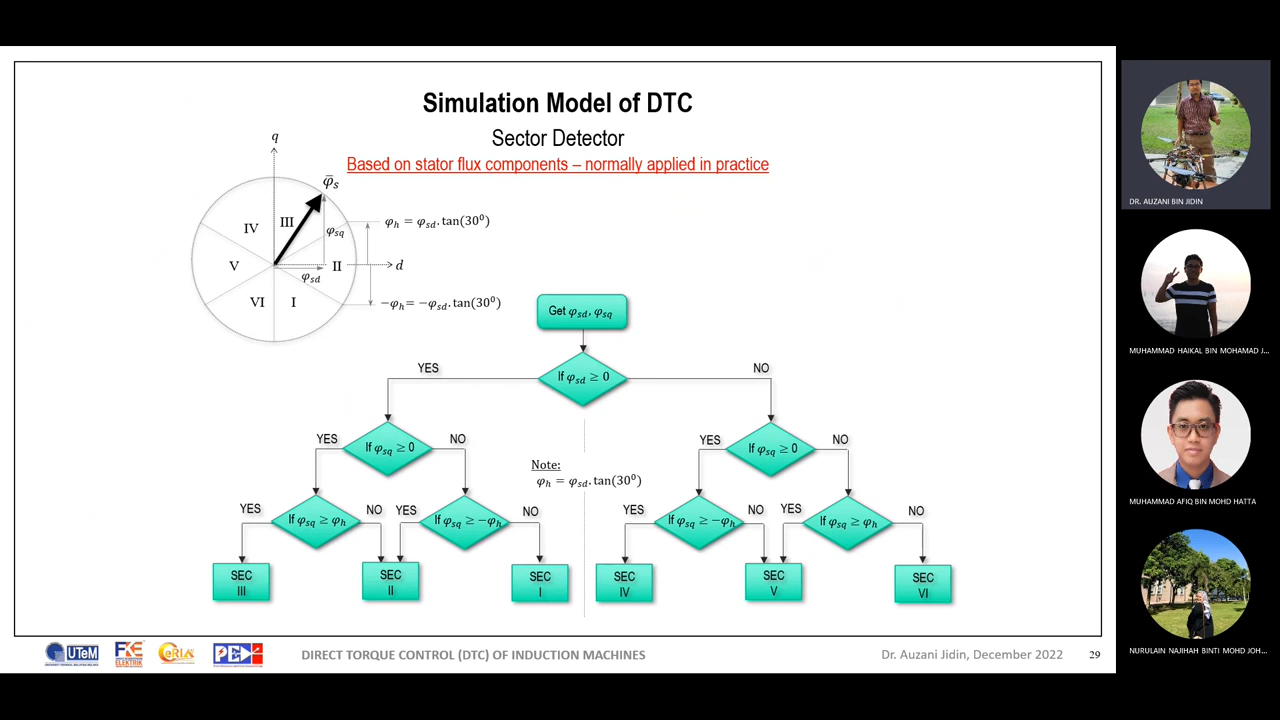 Simulation Model of DTC
Sector Detector
Based on stator flux components – normally applied in practice
q
φ̅s
IV
III
φsq
φh = φsd.tan(30⁰)
V
II
d
φsd
VI
I
−φh= −φsd.tan(30⁰)
Get φsd, φsq
YES
If φsd ≥ 0
NO
YES
If φsq ≥ 0
NO
YES
If φsq ≥ 0
NO
Note:
φh = φsd.tan(30⁰)
YES
If φsq ≥ φh
NO
YES
If φsq ≥ −φh
NO
YES
If φsq ≥ −φh
NO
YES
If φsq ≥ φh
NO
SEC
III
SEC
II
SEC
I
SEC
IV
SEC
V
SEC
VI
UTeM
FKE
ELEKTRIK
CeRIA
DIRECT TORQUE CONTROL (DTC) OF INDUCTION MACHINES
Dr. Auzani Jidin, December 2022
29
DR. AUZANI BIN JIDIN
MUHAMMAD HAIKAL BIN MOHAMAD J...
MUHAMMAD AFIQ BIN MOHD HATTA
NURULAIN NAJIHAH BINTI MOHD JOH...